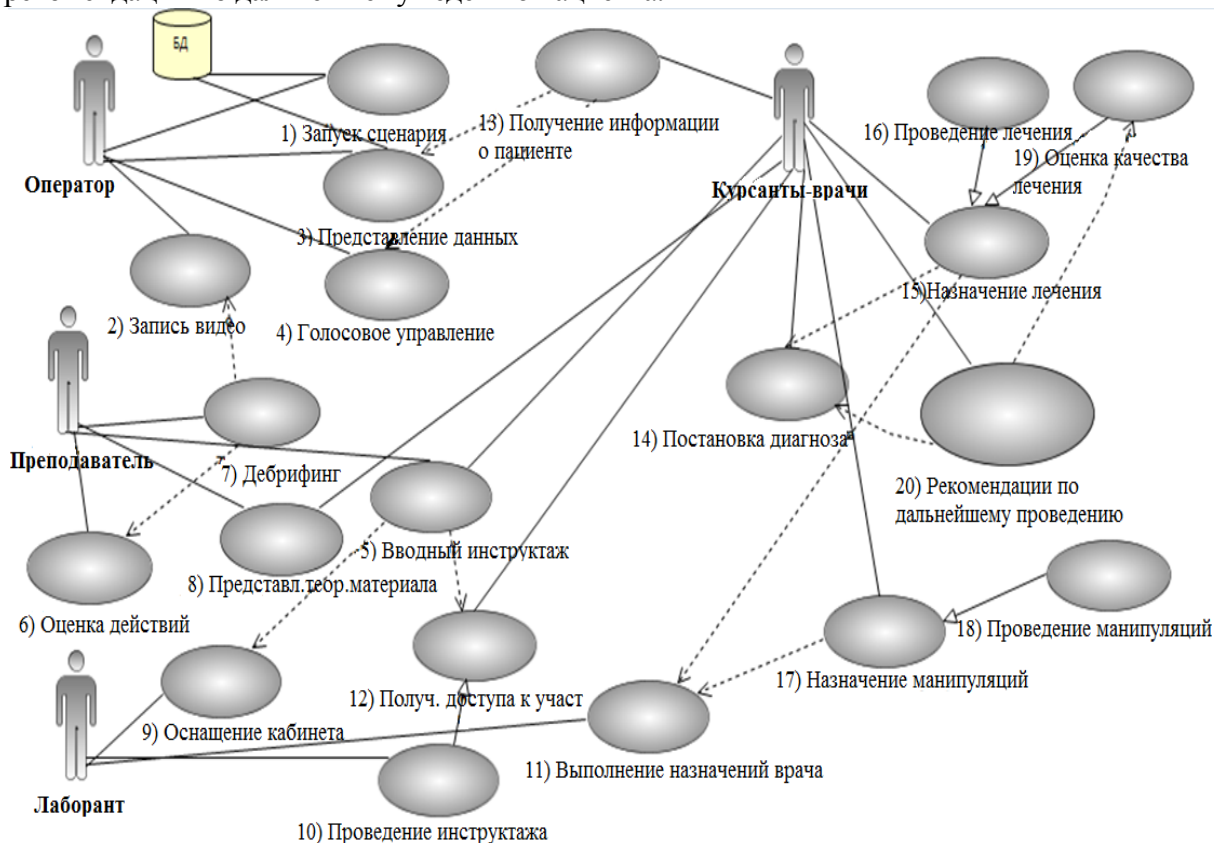 БД
1) Запуск сценария
13) Получение информации
о пациенте
16) Проведение лечения
19) Оценка качества
лечения
Оператор
Курсанты-врачи
3) Представление данных
15)Назначение лечения
2) Запись видео
4) Голосовое управление
14) Постановка диагноза
Преподаватель
7) Дебрифинг
20) Рекомендации по
дальнейшему проведению
5) Вводный инструктаж
8) Представл.теор.материала
6) Оценка действий
18) Проведение манипуляций
17) Назначение манипуляций
12) Получ. доступа к участ
9) Оснащение кабинета
11) Выполнение назначений врача
Лаборант
10) Проведение инструктажа